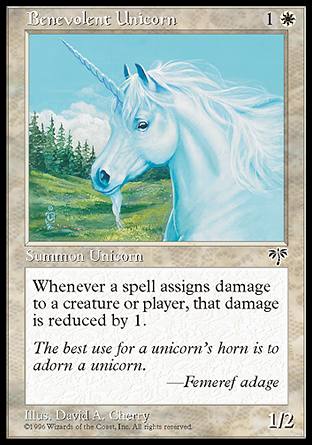 Benevolent Unicorn 1
Summon Unicorn
Whenever a spell assigns damage
to a creature or player, that damage
is reduced by 1.
The best use for a unicorn's horn is to
adorn a unicorn.
—Femeref adage
Illus. David A. Cherry
©1996 Wizards of the Coast, Inc. All rights reserved.
1/2